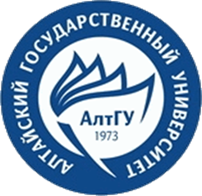 АЛТАЙСКИЙ ГОСУДАРСТВЕННЫЙ УНИВЕРСИТЕТ
АлтГУ
1973